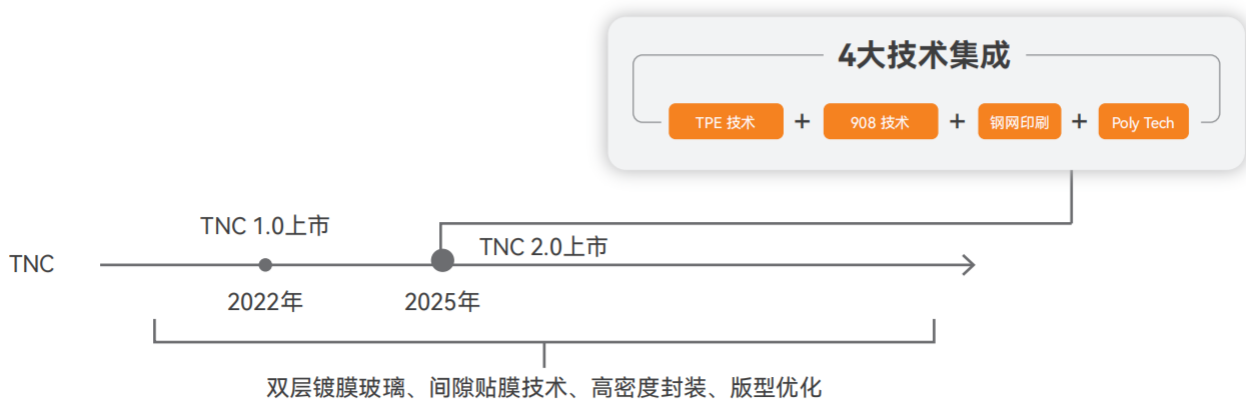 4大技术集成
TPE 技术 + 908 技术 + 钢网印刷 + Poly Tech
TNC 1.0上市
TNC 2.0上市
TNC
2022年
2025年
双层镀膜玻璃、间隙贴膜技术、高密度封装、版型优化